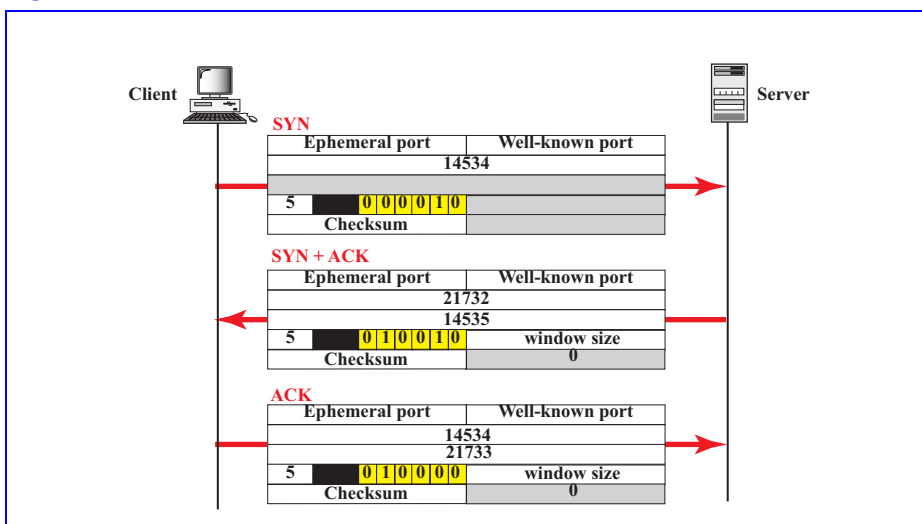 Client
Server
SYN
Ephemeral port Well-known port
14534
5 0 0 0 0 1 0
Checksum
SYN + ACK
Ephemeral port Well-known port
21732
14535
5 0 1 0 0 1 0 window size
Checksum 0
ACK
Ephemeral port Well-known port
14534
21733
5 0 1 0 0 0 0 window size
Checksum 0